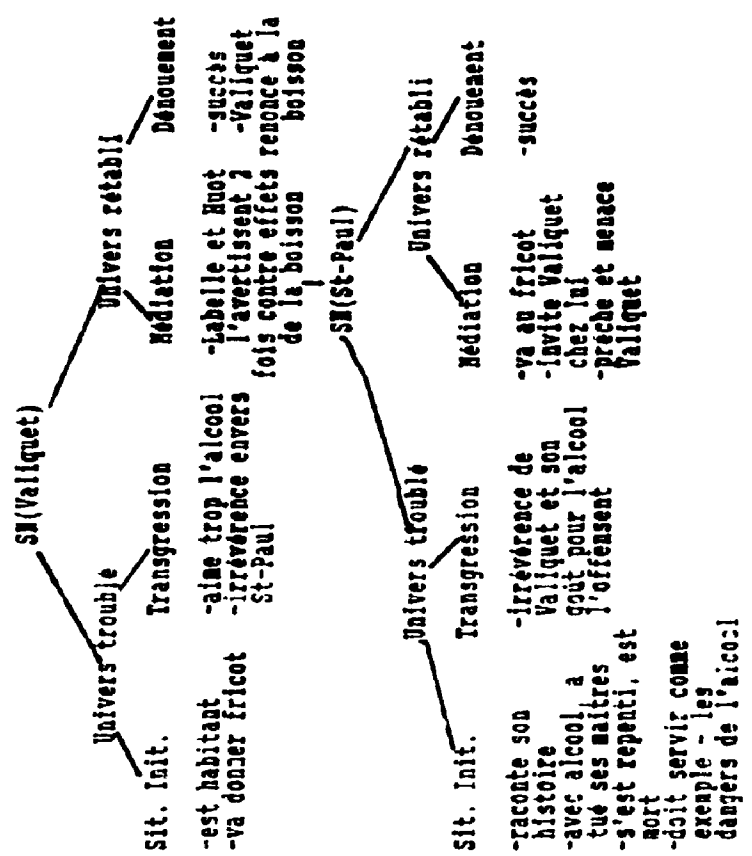 SN(Valiquet)
Univers troublé
Univers rétabli
Sit. Init.
Transgression
Médiation
Dénouement
-est habitant
-va donner fricot
-aime trop l'alcool
-irrévérence envers
St-Paul
-Labelle et Huot
l'avertissent 2
fois contre effets
de la boisson
-succès
-Valiquet
renonce à la
boisson
SN(St-Paul)
Univers troublé
Univers rétabli
Sit. Init.
Transgression
Médiation
Dénouement
-raconte son
histoire
-avec alcool, a
tué ses maîtres
-s'est repenti, est
mort
-doit servir comme
exemple - les
dangers de l'alcool
-irrévérence de
Valiquet et son
goût pour l'alcool
l'offensent
-va au fricot
-invite Valiquet
chez lui
-prêche et menace
Valiquet
-succès